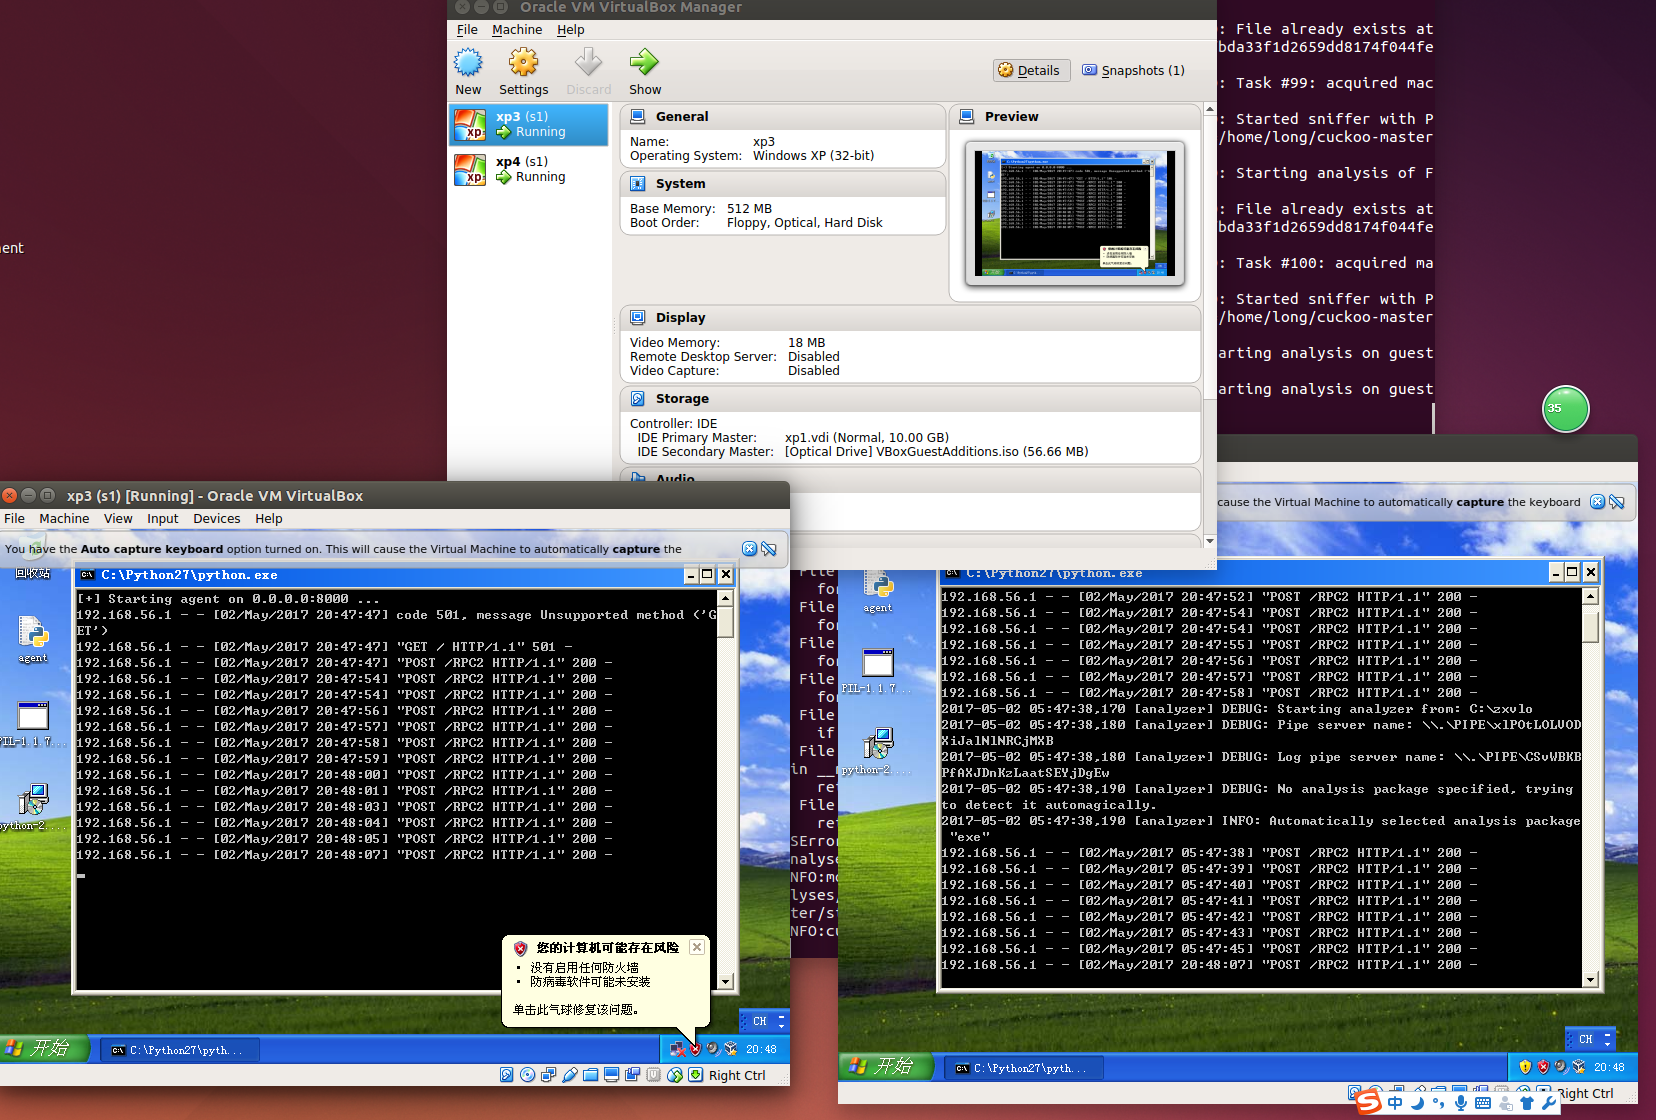 Oracle VM VirtualBox Manager
File Machine Help
New Settings Discard Show
Details Snapshots (1)
xp3 (s1)
Running
xp4 (s1)
Running
General
Name: xp3
Operating System: Windows XP (32-bit)
System
Base Memory: 512 MB
Boot Order: Floppy, Optical, Hard Disk
Preview
Display
Video Memory: 18 MB
Remote Desktop Server: Disabled
Video Capture: Disabled
Storage
Controller: IDE
IDE Primary Master: xp1.vdi (Normal, 10.00 GB)
IDE Secondary Master: [Optical Drive] VBoxGuestAdditions.iso (56.66 MB)
Audio
: File already exists at
bda33f1d2659dd8174f044fe
: Task #99: acquired mac
: Started sniffer with P
/home/long/cuckoo-master
: Starting analysis of F
: File already exists at
bda33f1d2659dd8174f044fe
: Task #100: acquired ma
: Started sniffer with P
/home/long/cuckoo-master
arting analysis on guest
arting analysis on guest
35
ent
xp3 (s1) [Running] - Oracle VM VirtualBox
File Machine View Input Devices Help
You have the Auto capture keyboard option turned on. This will cause the Virtual Machine to automatically capture the
回收站
agent
PIL-1.1.7...
python-2....
C:\Python27\python.exe
[+] Starting agent on 0.0.0.0:8000 ...
192.168.56.1 - - [02/May/2017 20:47:47] code 501, message Unsupported method ('G
ET')
192.168.56.1 - - [02/May/2017 20:47:47] "GET / HTTP/1.1" 501 -
192.168.56.1 - - [02/May/2017 20:47:47] "POST /RPC2 HTTP/1.1" 200 -
192.168.56.1 - - [02/May/2017 20:47:54] "POST /RPC2 HTTP/1.1" 200 -
192.168.56.1 - - [02/May/2017 20:47:54] "POST /RPC2 HTTP/1.1" 200 -
192.168.56.1 - - [02/May/2017 20:47:56] "POST /RPC2 HTTP/1.1" 200 -
192.168.56.1 - - [02/May/2017 20:47:57] "POST /RPC2 HTTP/1.1" 200 -
192.168.56.1 - - [02/May/2017 20:47:58] "POST /RPC2 HTTP/1.1" 200 -
192.168.56.1 - - [02/May/2017 20:47:59] "POST /RPC2 HTTP/1.1" 200 -
192.168.56.1 - - [02/May/2017 20:48:00] "POST /RPC2 HTTP/1.1" 200 -
192.168.56.1 - - [02/May/2017 20:48:01] "POST /RPC2 HTTP/1.1" 200 -
192.168.56.1 - - [02/May/2017 20:48:03] "POST /RPC2 HTTP/1.1" 200 -
192.168.56.1 - - [02/May/2017 20:48:04] "POST /RPC2 HTTP/1.1" 200 -
192.168.56.1 - - [02/May/2017 20:48:05] "POST /RPC2 HTTP/1.1" 200 -
192.168.56.1 - - [02/May/2017 20:48:07] "POST /RPC2 HTTP/1.1" 200 -
您的计算机可能存在风险
• 没有启用任何防火墙
• 防病毒软件可能未安装
单击此气球修复该问题。
CH
开始
C:\Python27\pyth...
20:48
Right Ctrl
File
for
File
for
File
for
File
for
File
if
File
in __
ret
File
ret
SError
nalyse
NFO:mo
lyses/
ter/st
NFO:cu
cause the Virtual Machine to automatically capture the keyboard
agent
PIL-1.1.7...
python-2....
C:\Python27\python.exe
192.168.56.1 - - [02/May/2017 20:47:52] "POST /RPC2 HTTP/1.1" 200 -
192.168.56.1 - - [02/May/2017 20:47:54] "POST /RPC2 HTTP/1.1" 200 -
192.168.56.1 - - [02/May/2017 20:47:54] "POST /RPC2 HTTP/1.1" 200 -
192.168.56.1 - - [02/May/2017 20:47:55] "POST /RPC2 HTTP/1.1" 200 -
192.168.56.1 - - [02/May/2017 20:47:56] "POST /RPC2 HTTP/1.1" 200 -
192.168.56.1 - - [02/May/2017 20:47:57] "POST /RPC2 HTTP/1.1" 200 -
192.168.56.1 - - [02/May/2017 20:47:58] "POST /RPC2 HTTP/1.1" 200 -
2017-05-02 05:47:38,170 [analyzer] DEBUG: Starting analyzer from: C:\zxvlo
2017-05-02 05:47:38,180 [analyzer] DEBUG: Pipe server name: \\.\PIPE\xlPOtLOLVOD
XiJalNlNRCjMXB
2017-05-02 05:47:38,180 [analyzer] DEBUG: Log pipe server name: \\.\PIPE\CSvWBKB
PfAXJDnKzLaatSEYjDgEw
2017-05-02 05:47:38,190 [analyzer] DEBUG: No analysis package specified, trying
to detect it automagically.
2017-05-02 05:47:38,190 [analyzer] INFO: Automatically selected analysis package
"exe"
192.168.56.1 - - [02/May/2017 05:47:38] "POST /RPC2 HTTP/1.1" 200 -
192.168.56.1 - - [02/May/2017 05:47:39] "POST /RPC2 HTTP/1.1" 200 -
192.168.56.1 - - [02/May/2017 05:47:40] "POST /RPC2 HTTP/1.1" 200 -
192.168.56.1 - - [02/May/2017 05:47:41] "POST /RPC2 HTTP/1.1" 200 -
192.168.56.1 - - [02/May/2017 05:47:42] "POST /RPC2 HTTP/1.1" 200 -
192.168.56.1 - - [02/May/2017 05:47:43] "POST /RPC2 HTTP/1.1" 200 -
192.168.56.1 - - [02/May/2017 05:47:45] "POST /RPC2 HTTP/1.1" 200 -
192.168.56.1 - - [02/May/2017 20:48:07] "POST /RPC2 HTTP/1.1" 200 -
CH
开始
C:\Python27\pyth...
20:48
Right Ctrl
中